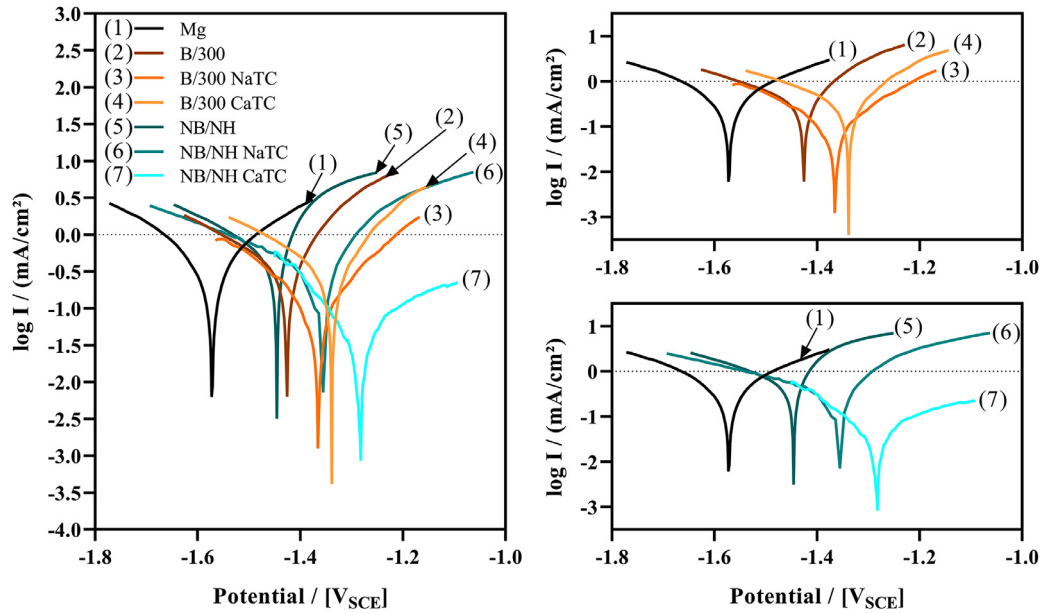 3.0
2.5
2.0
1.5
1.0
0.5
0.0
-0.5
-1.0
-1.5
-2.0
-2.5
-3.0
-3.5
-4.0
log I / (mA/cm²)
(1) Mg
(2) B/300
(3) B/300 NaTC
(4) B/300 CaTC
(5) NB/NH
(6) NB/NH NaTC
(7) NB/NH CaTC
(1)
(5)
(2)
(4)
(6)
(3)
(7)
-1.8 -1.6 -1.4 -1.2 -1.0
Potential / [V_SCE]
1
0
-1
-2
-3
log I / (mA/cm²)
(1)
(2)
(4)
(3)
-1.8 -1.6 -1.4 -1.2 -1.0
1
0
-1
-2
-3
log I / (mA/cm²)
(1)
(5)
(6)
(7)
-1.8 -1.6 -1.4 -1.2 -1.0
Potential / [V_SCE]